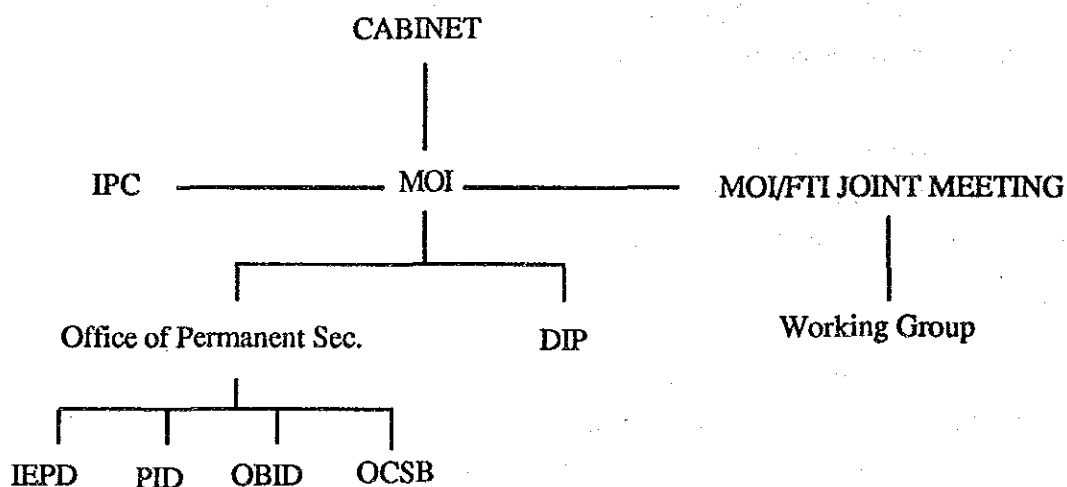 CABINET
IPC MOI MOI/FTI JOINT MEETING
Office of Permanent Sec. DIP Working Group
IEPD PID OBID OCSB